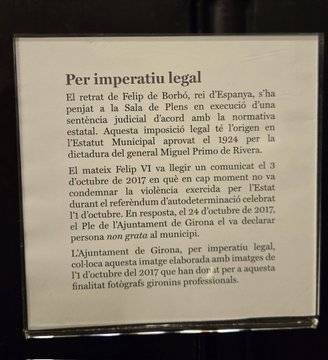 Per imperatiu legal
El retrat de Felip de Borbó, rei d'Espanya, s'ha
penjat a la Sala de Plens en execució d'una
sentència judicial d'acord amb la normativa
estatal. Aquesta imposició legal té l'origen en
l'Estatut Municipal aprovat el 1924 per la
dictadura del general Miguel Primo de Rivera.
El mateix Felip VI va llegir un comunicat el 3
d'octubre de 2017 en què en cap moment no va
condemnar la violència exercida per l'Estat
durant el referèndum d'autodeterminació celebrat
l'1 d'octubre. En resposta, el 24 d'octubre de 2017,
el Ple de l'Ajuntament de Girona el va declarar
persona non grata al municipi.
L'Ajuntament de Girona, per imperatiu legal,
col·loca aquesta imatge elaborada amb imatges de
l'1 d'octubre del 2017 que han donat per a aquesta
finalitat fotògrafs gironins professionals.